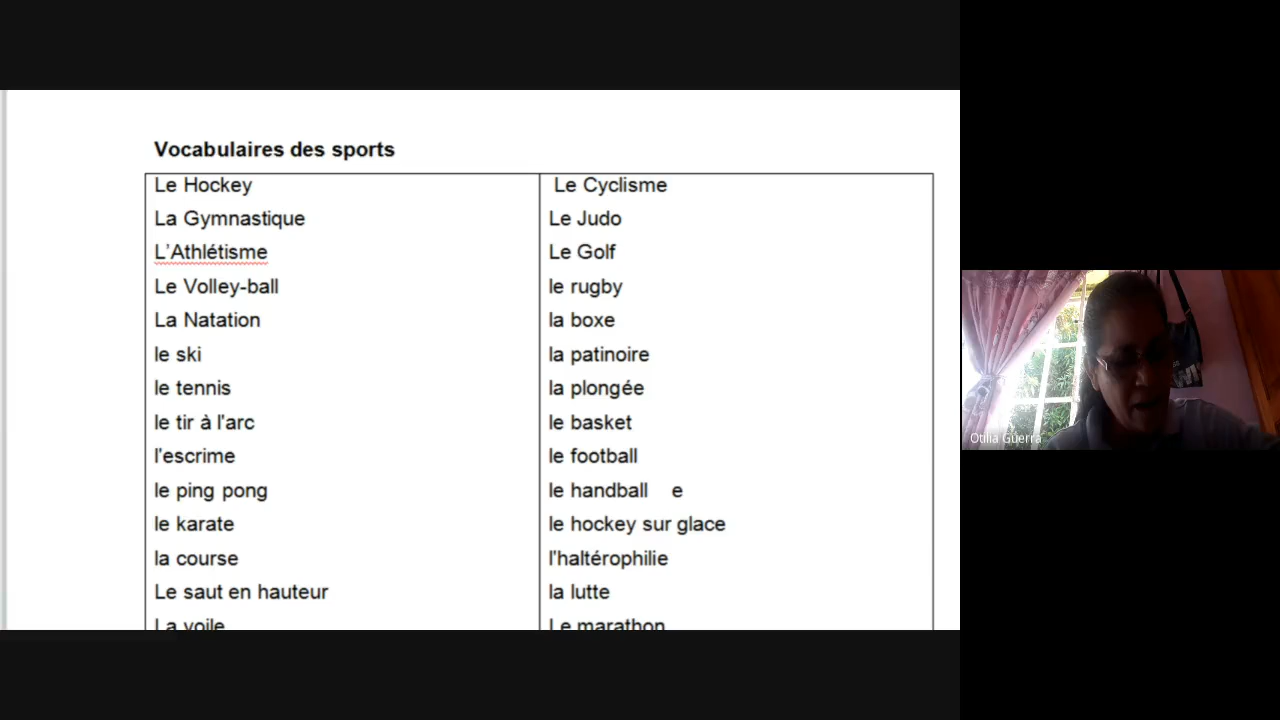 Vocabulaires des sports
Le Hockey
La Gymnastique
L'Athlétisme
Le Volley-ball
La Natation
le ski
le tennis
le tir à l'arc
l'escrime
le ping pong
le karate
la course
Le saut en hauteur
La voile
Le Cyclisme
Le Judo
Le Golf
le rugby
la boxe
la patinoire
la plongée
le basket
le football
le handball e
le hockey sur glace
l'haltérophilie
la lutte
Le marathon
Otilia Guerra